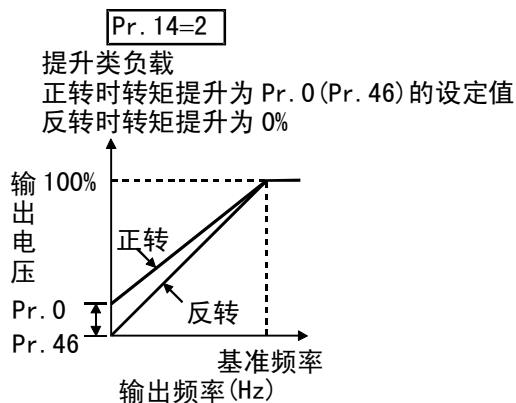 Pr.14=2
提升类负载
正转时转矩提升为 Pr.0(Pr.46)的设定值
反转时转矩提升为 0%
输出电压
100%
正转
反转
Pr.0
Pr.46
基准频率
输出频率(Hz)